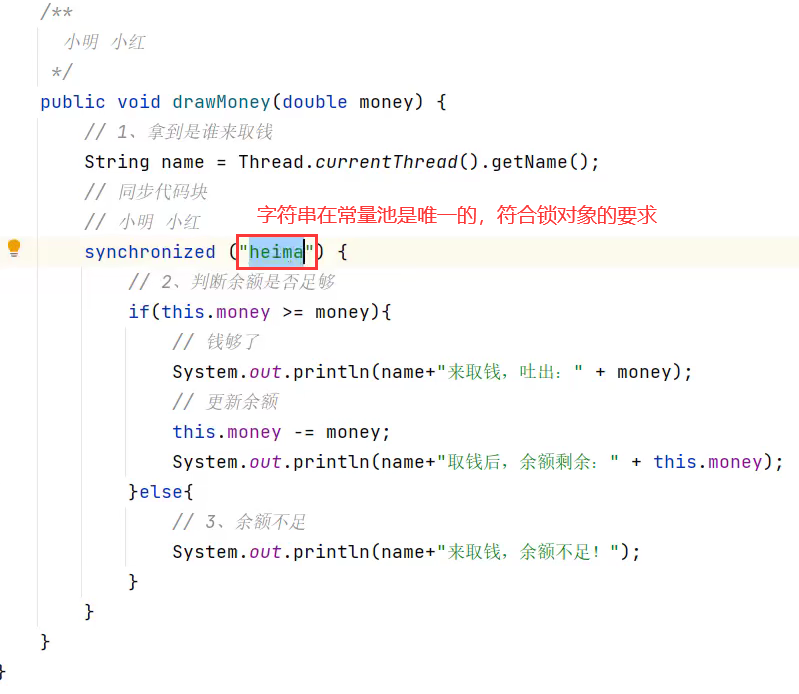 /**
小明 小红
*/
public void drawMoney(double money) {
// 1、拿到是谁来取钱
String name = Thread.currentThread().getName();
// 同步代码块
// 小明 小红
字符串在常量池是唯一的，符合锁对象的要求
synchronized ("heima") {
// 2、判断余额是否足够
if(this.money >= money){
// 钱够了
System.out.println(name+"来取钱，吐出：" + money);
// 更新余额
this.money -= money;
System.out.println(name+"取钱后，余额剩余：" + this.money);
}else{
// 3、余额不足
System.out.println(name+"来取钱，余额不足！");
}
}
}
}